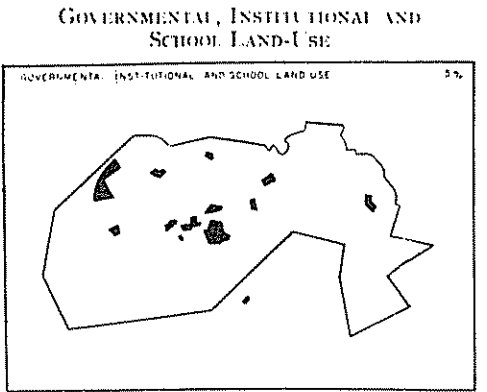 GOVERNMENTAL, INSTITUTIONAL AND
SCHOOL LAND-USE
GOVERNMENTAL INSTITUTIONAL AND SCHOOL LAND USE 5%